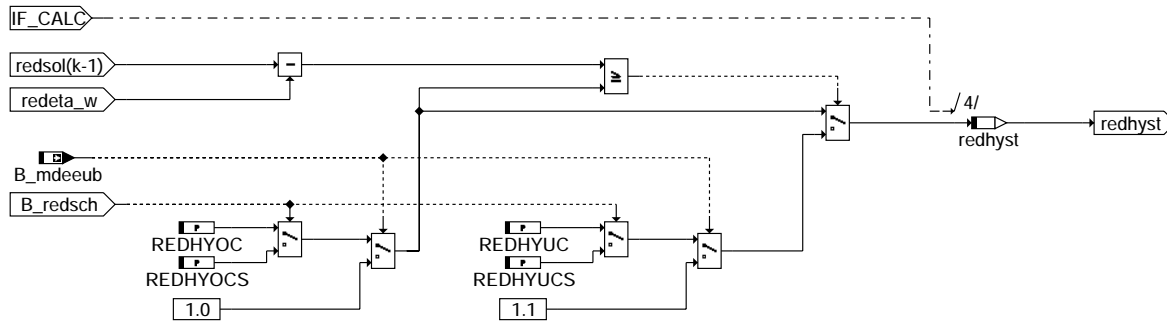 IF_CALC
redsol(k-1)
redeta_w
4/
redhyst
redhyst
B_mdeeub
B_redsch
P
REDHYOC
P
REDHYOCS
1.0
P
REDHYUC
P
REDHYUCS
1.1